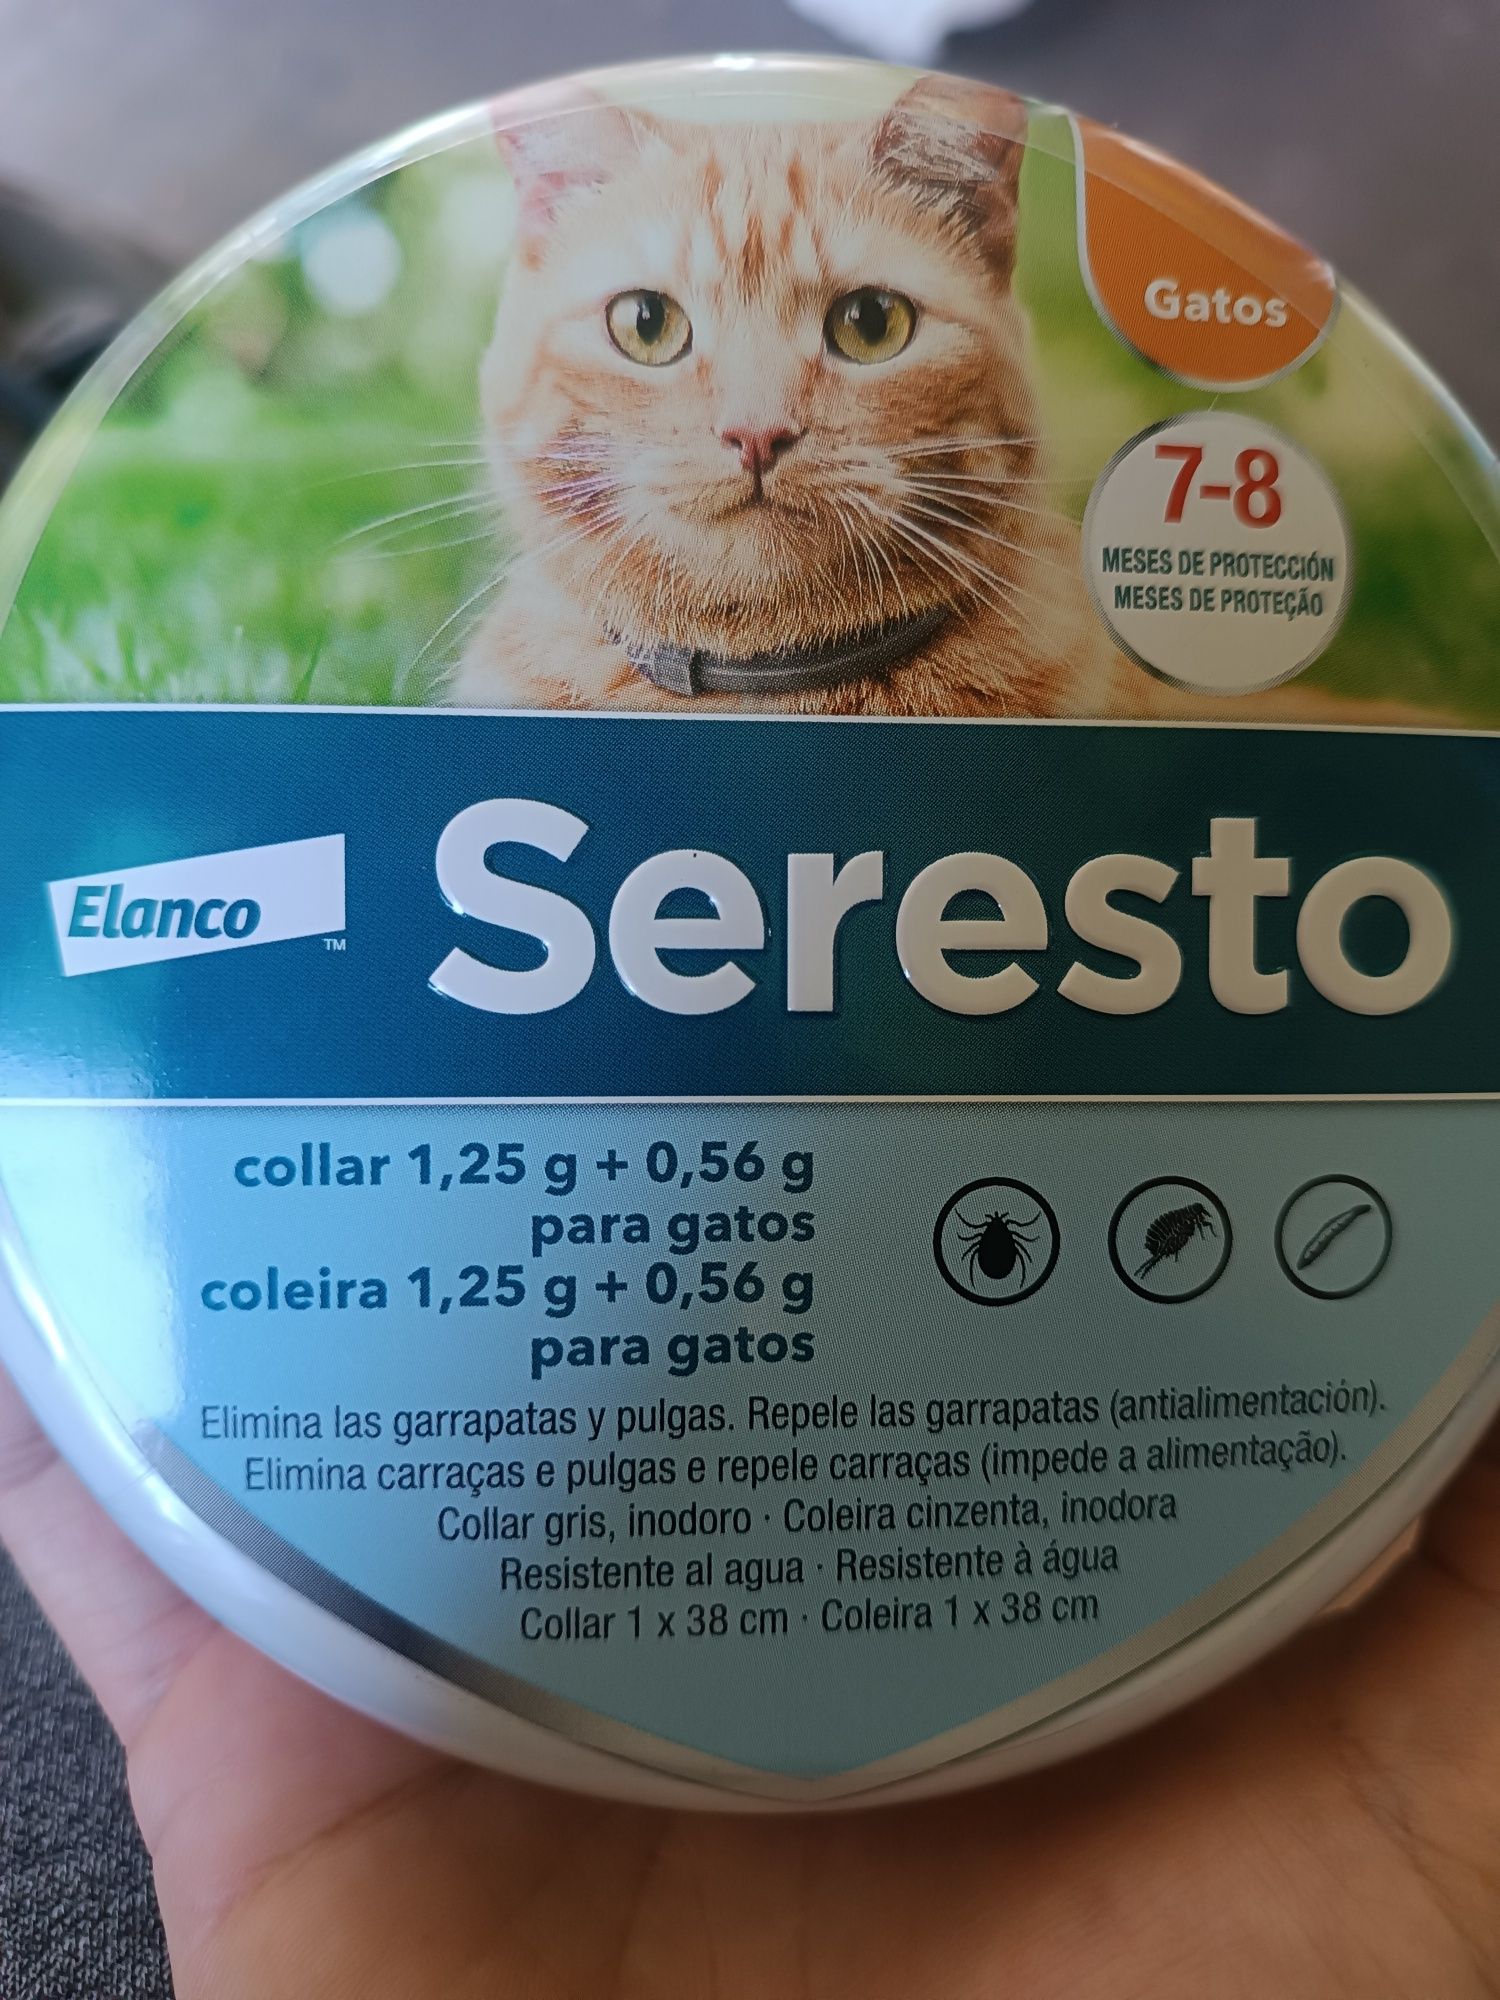 Gatos
7-8
MESES DE PROTECCIÓN
MESES DE PROTEÇÃO
Elanco™
Seresto
collar 1,25 g + 0,56 g
para gatos
coleira 1,25 g + 0,56 g
para gatos
Elimina las garrapatas y pulgas. Repele las garrapatas (antialimentación).
Elimina carraças e pulgas e repele carraças (impede a alimentação).
Collar gris, inodoro · Coleira cinzenta, inodora
Resistente al agua · Resistente à água
Collar 1 x 38 cm · Coleira 1 x 38 cm